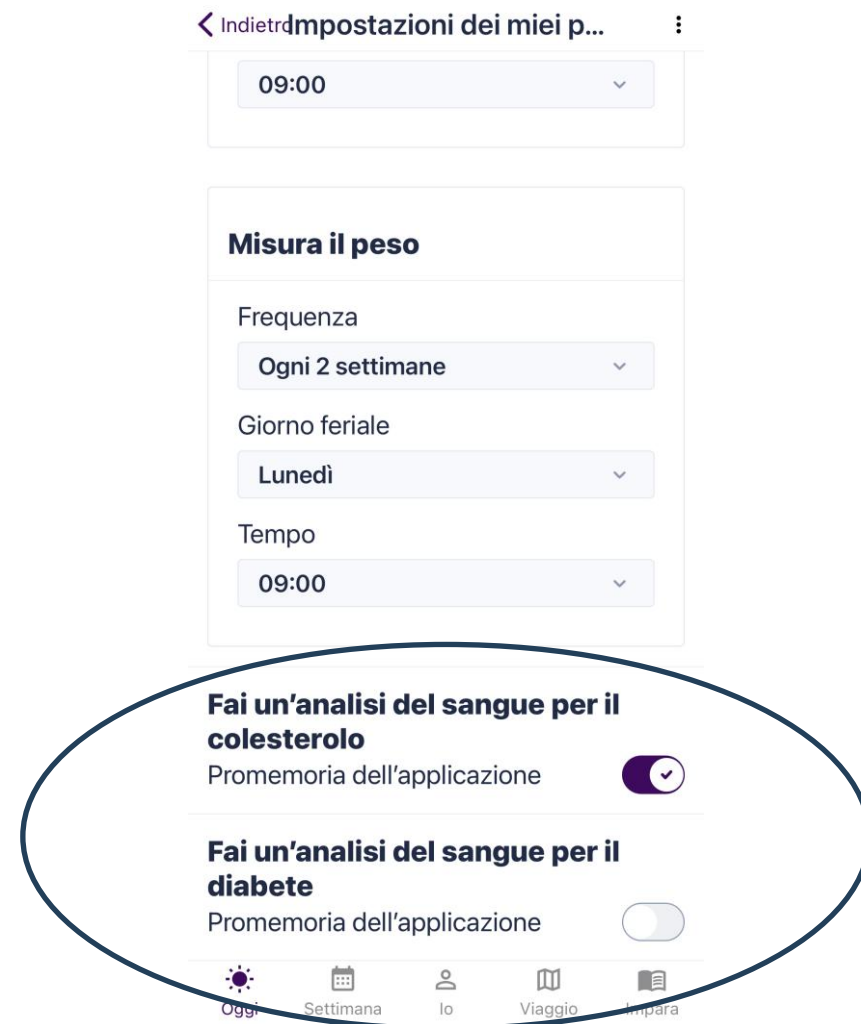 Indietro Impostazioni dei miei p...
09:00
Misura il peso
Frequenza
Ogni 2 settimane
Giorno feriale
Lunedì
Tempo
09:00
Fai un’analisi del sangue per il
colesterolo
Promemoria dell’applicazione
Fai un’analisi del sangue per il
diabete
Promemoria dell’applicazione
Oggi Settimana Io Viaggio Impara